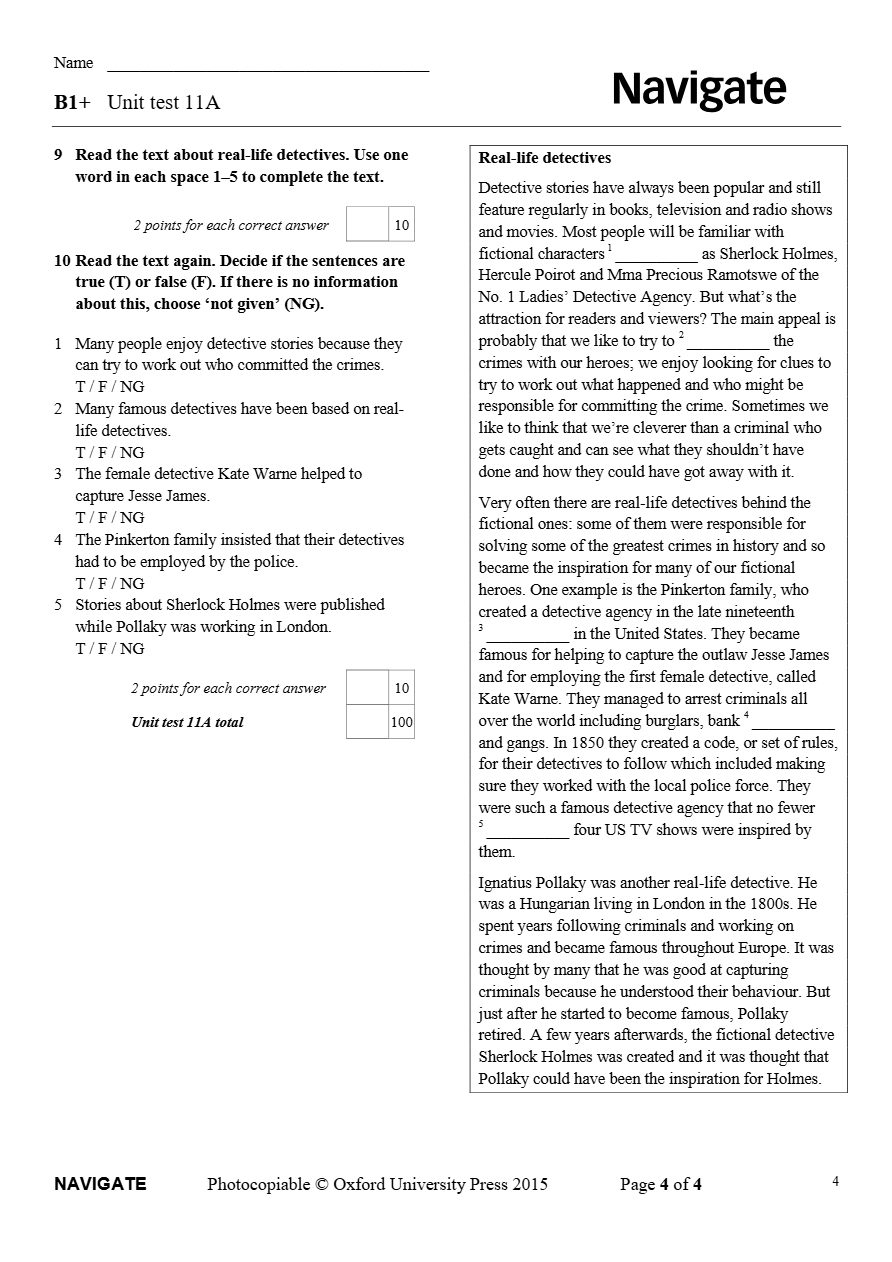 Name ____________________
Navigate
B1+ Unit test 11A
9 Read the text about real-life detectives. Use one
word in each space 1–5 to complete the text.
2 points for each correct answer 10
10 Read the text again. Decide if the sentences are
true (T) or false (F). If there is no information
about this, choose ‘not given’ (NG).
1 Many people enjoy detective stories because they
can try to work out who committed the crimes.
T / F / NG
2 Many famous detectives have been based on real-
life detectives.
T / F / NG
3 The female detective Kate Warne helped to
capture Jesse James.
T / F / NG
4 The Pinkerton family insisted that their detectives
had to be employed by the police.
T / F / NG
5 Stories about Sherlock Holmes were published
while Pollaky was working in London.
T / F / NG
2 points for each correct answer 10
Unit test 11A total 100
Real-life detectives
Detective stories have always been popular and still
feature regularly in books, television and radio shows
and movies. Most people will be familiar with
fictional characters 1 __________ as Sherlock Holmes,
Hercule Poirot and Mma Precious Ramotswe of the
No. 1 Ladies’ Detective Agency. But what’s the
attraction for readers and viewers? The main appeal is
probably that we like to try to 2 __________ the
crimes with our heroes; we enjoy looking for clues to
try to work out what happened and who might be
responsible for committing the crime. Sometimes we
like to think that we’re cleverer than a criminal who
gets caught and can see what they shouldn’t have
done and how they could have got away with it.
Very often there are real-life detectives behind the
fictional ones: some of them were responsible for
solving some of the greatest crimes in history and so
became the inspiration for many of our fictional
heroes. One example is the Pinkerton family, who
created a detective agency in the late nineteenth
3 __________ in the United States. They became
famous for helping to capture the outlaw Jesse James
and for employing the first female detective, called
Kate Warne. They managed to arrest criminals all
over the world including burglars, bank 4 __________
and gangs. In 1850 they created a code, or set of rules,
for their detectives to follow which included making
sure they worked with the local police force. They
were such a famous detective agency that no fewer
5 __________ four US TV shows were inspired by
them.
Ignatius Pollaky was another real-life detective. He
was a Hungarian living in London in the 1800s. He
spent years following criminals and working on
crimes and became famous throughout Europe. It was
thought by many that he was good at capturing
criminals because he understood their behaviour. But
just after he started to become famous, Pollaky
retired. A few years afterwards, the fictional detective
Sherlock Holmes was created and it was thought that
Pollaky could have been the inspiration for Holmes.
NAVIGATE Photocopiable © Oxford University Press 2015 Page 4 of 4 4